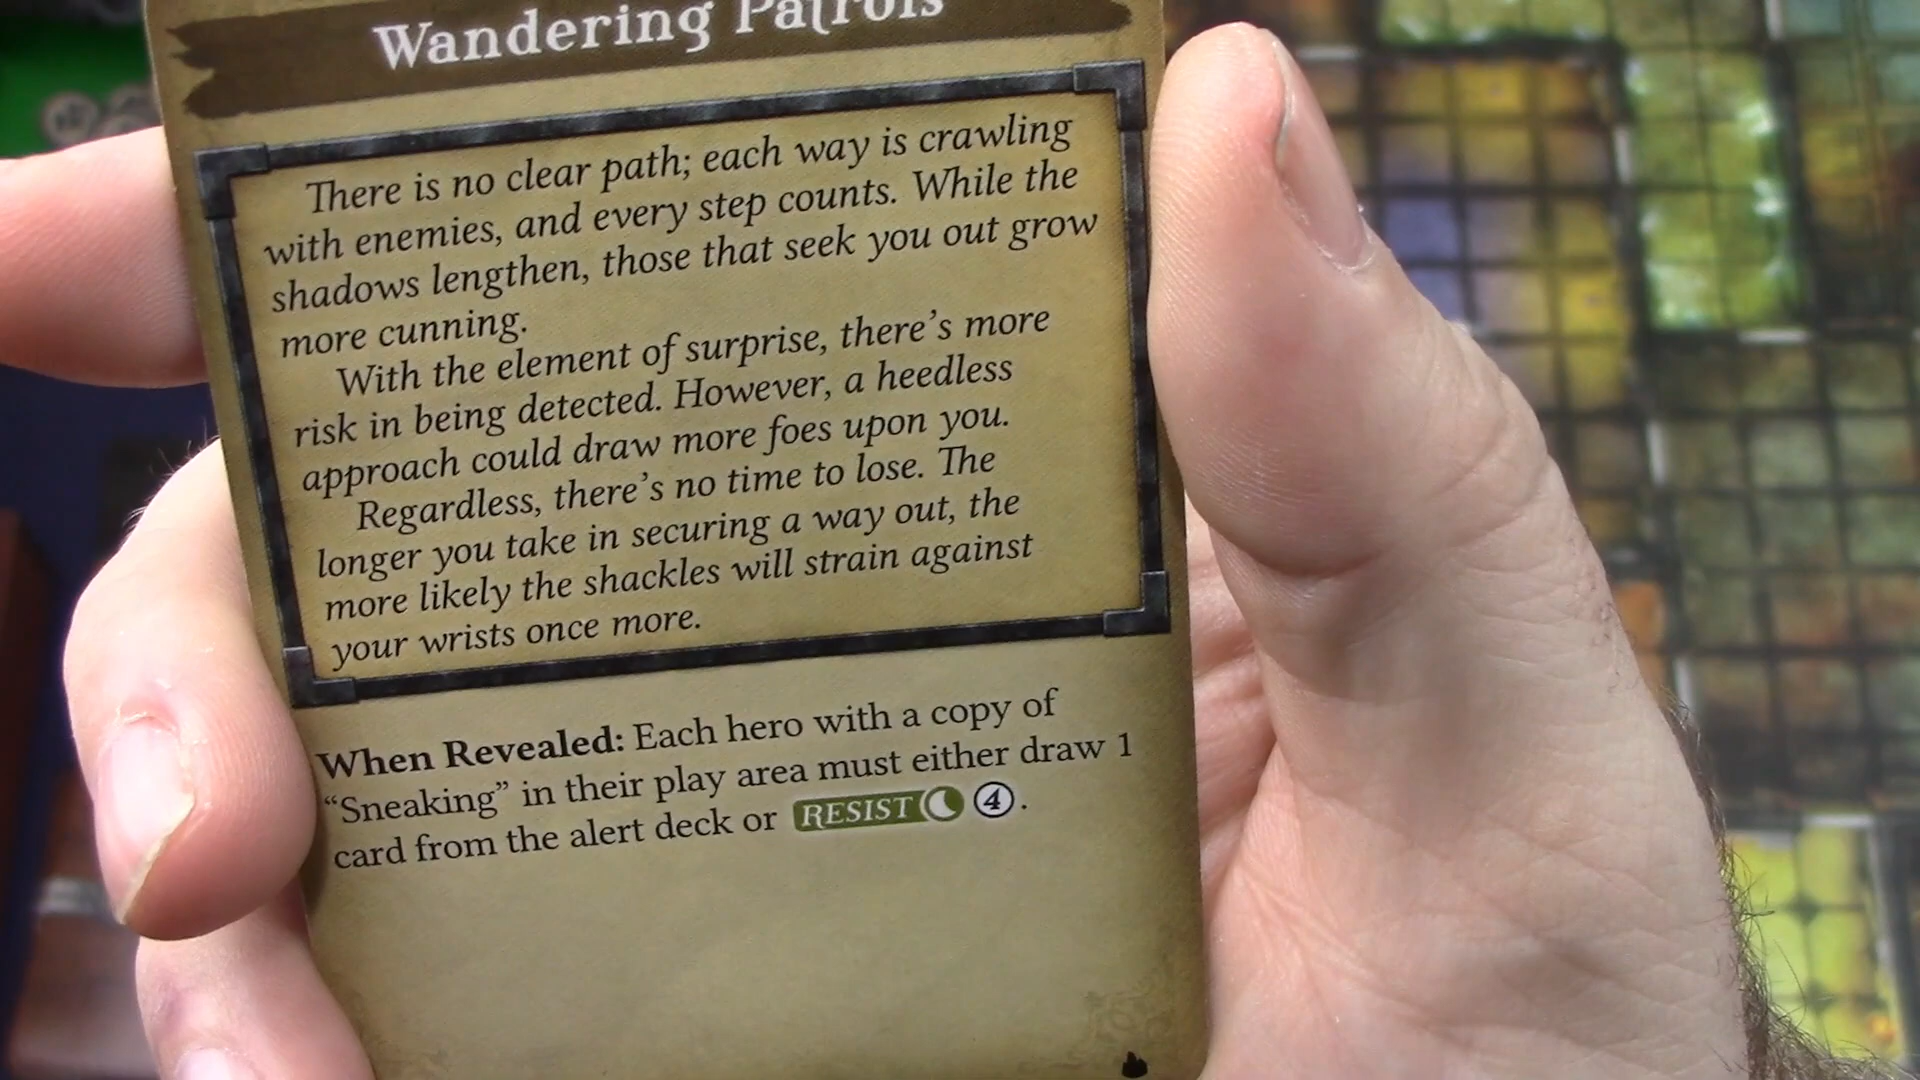 Wandering Patrols
There is no clear path; each way is crawling
with enemies, and every step counts. While the
shadows lengthen, those that seek you out grow
more cunning.
With the element of surprise, there's more
risk in being detected. However, a heedless
approach could draw more foes upon you.
Regardless, there's no time to lose. The
longer you take in securing a way out, the
more likely the shackles will strain against
your wrists once more.
When Revealed: Each hero with a copy of
“Sneaking” in their play area must either draw 1
card from the alert deck or RESIST 4.